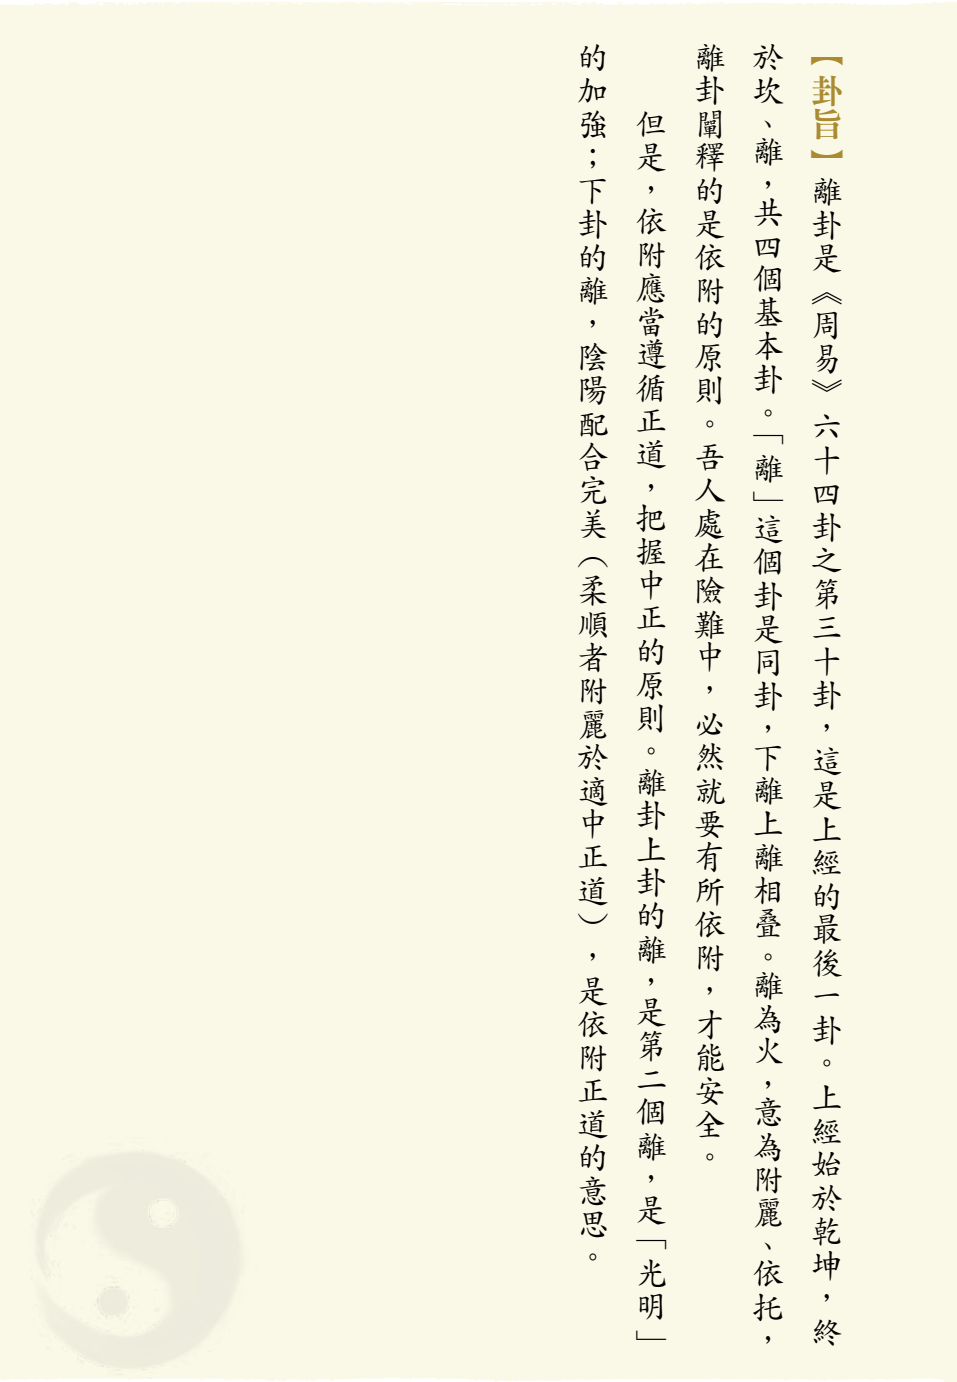 【卦旨】離卦是《周易》六十四卦之第三十卦，這是上經的最後一卦。上經始於乾坤，終
於坎、離，共四個基本卦。「離」這個卦是同卦，下離上離相疊。離為火，意為附麗、依托，
離卦闡釋的是依附的原則。吾人處在險難中，必然就要有所依附，才能安全。
但是，依附應當遵循正道，把握中正的原則。離卦上卦的離，是第二個離，是「光明」
的加強；下卦的離，陰陽配合完美（柔順者附麗於適中正道），是依附正道的意思。